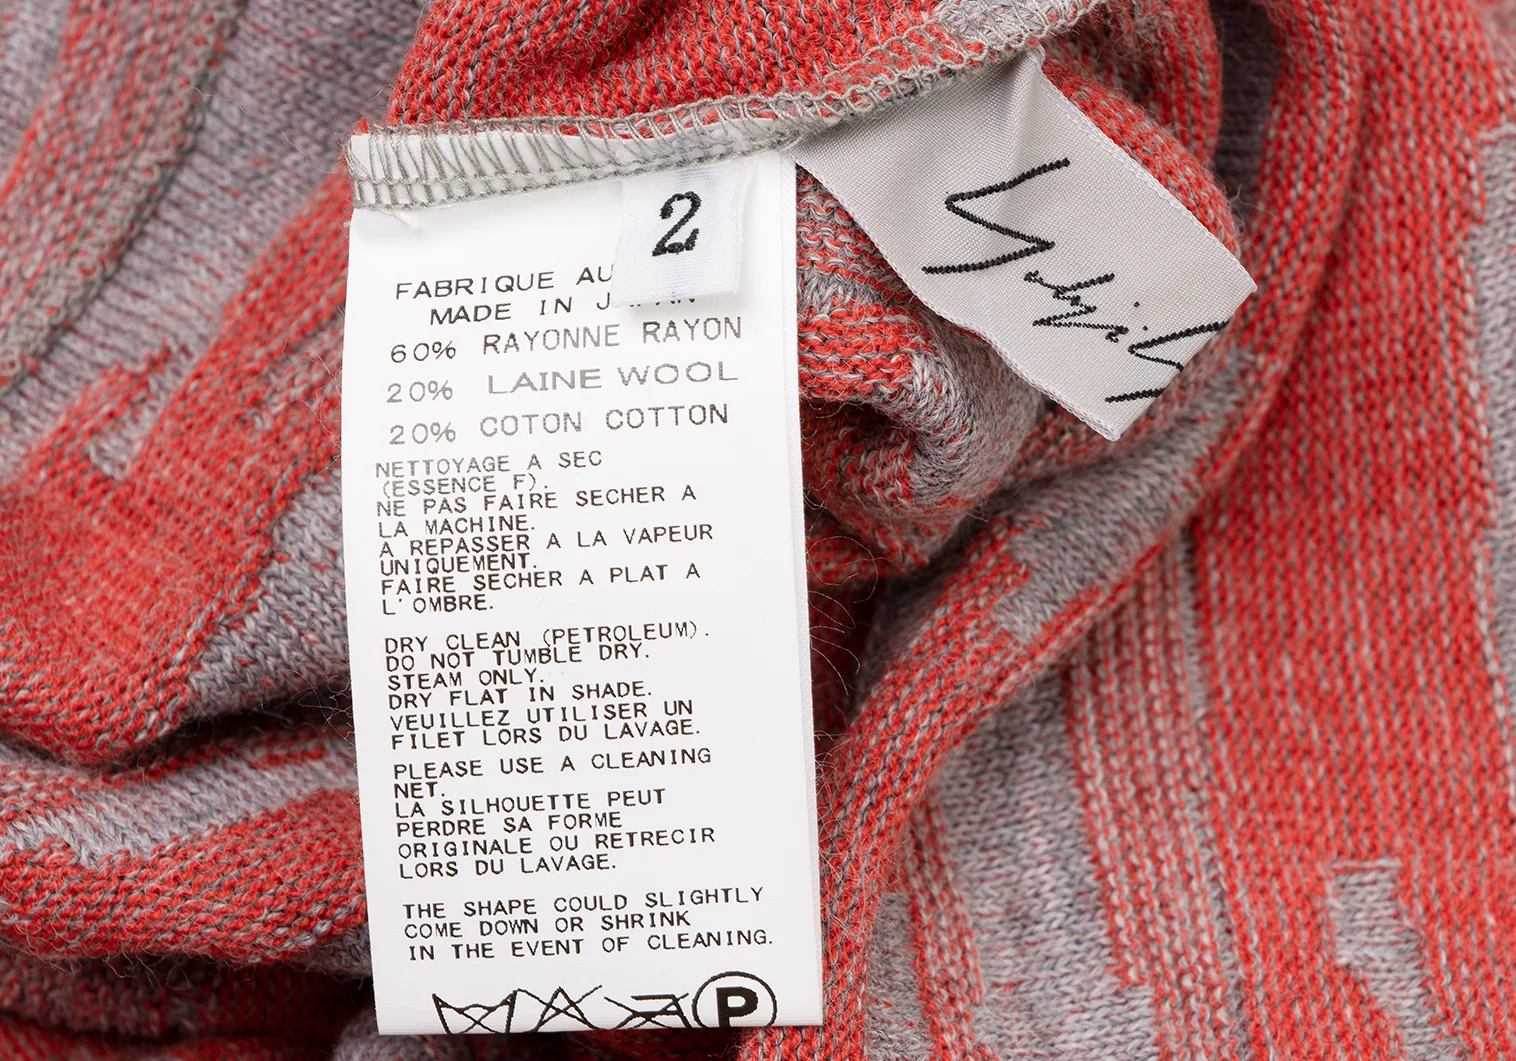 2
FABRIQUE AU
MADE IN JAPAN
60% RAYONNE RAYON
20% LAINE WOOL
20% COTON COTTON
NETTOYAGE A SEC
(ESSENCE F).
NE PAS FAIRE SECHER A
LA MACHINE.
A REPASSER A LA VAPEUR
UNIQUEMENT.
FAIRE SECHER A PLAT A
L'OMBRE.
DRY CLEAN (PETROLEUM).
DO NOT TUMBLE DRY.
STEAM ONLY.
DRY FLAT IN SHADE.
VEUILLEZ UTILISER UN
FILET LORS DU LAVAGE.
PLEASE USE A CLEANING
NET.
LA SILHOUETTE PEUT
PERDRE SA FORME
ORIGINALE OU RETRECIR
LORS DU LAVAGE.
THE SHAPE COULD SLIGHTLY
COME DOWN OR SHRINK
IN THE EVENT OF CLEANING.
P